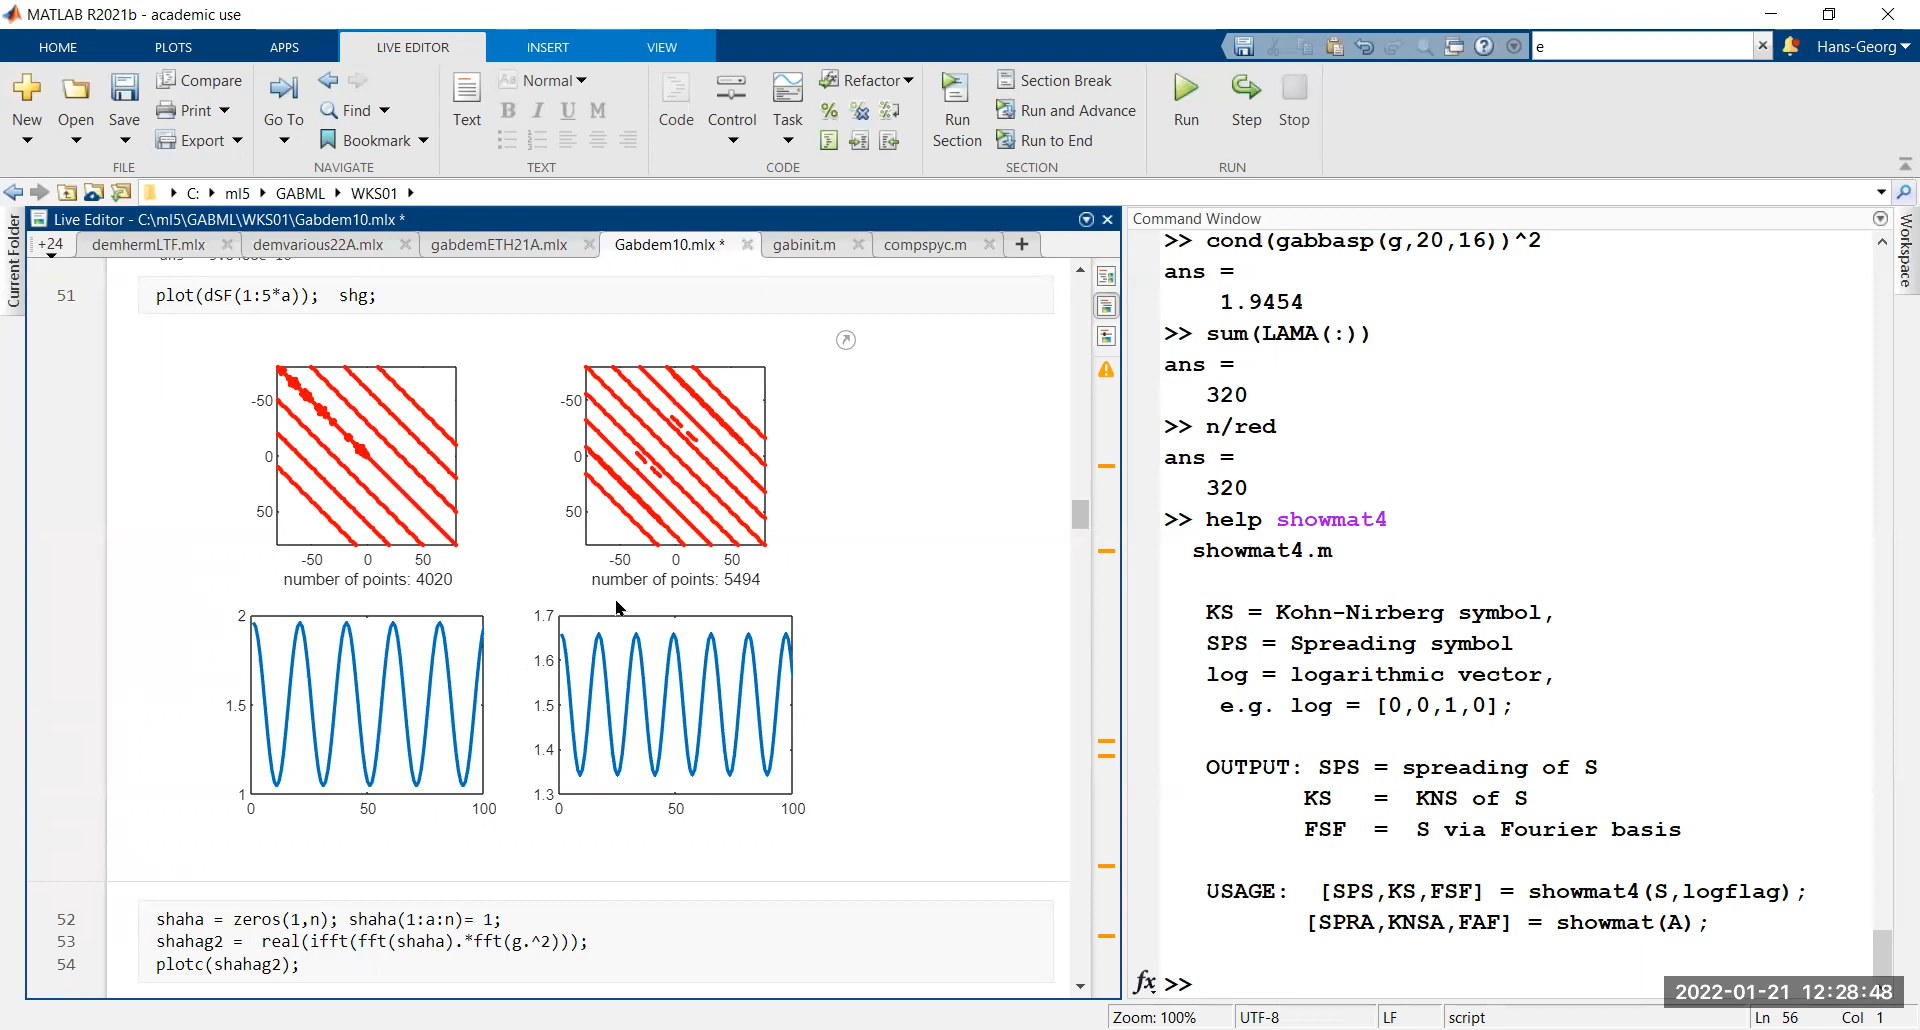 MATLAB R2021b - academic use
HOME PLOTS APPS LIVE EDITOR INSERT VIEW
e
Hans-Georg
New Open Save
Compare
Print
Export
FILE
Go To
Find
Bookmark
NAVIGATE
Text
Normal
B I U M
TEXT
Code Control Task
Refactor
CODE
Run Section
Section Break
Run and Advance
Run to End
SECTION
Run Step Stop
RUN
C: ml5 GABML WKS01
Current Folder
Live Editor - C:\ml5\GABML\WKS01\Gabdem10.mlx *
+24 demhermLTF.mlx demvarious22A.mlx gabdemETH21A.mlx Gabdem10.mlx * gabinit.m compspyc.m
51 plot(dSF(1:5*a)); shg;
-50
0
50
-50 0 50
number of points: 4020
-50
0
50
-50 0 50
number of points: 5494
2
1.5
1
0 50 100
1.7
1.6
1.5
1.4
1.3
0 50 100
52 shaha = zeros(1,n); shaha(1:a:n)= 1;
53 shahag2 = real(ifft(fft(shaha).*fft(g.^2)));
54 plotc(shahag2);
Command Window
Workspace
>> cond(gabbasp(g,20,16))^2
ans =
1.9454
>> sum(LAMA(:))
ans =
320
>> n/red
ans =
320
>> help showmat4
showmat4.m
KS = Kohn-Nirberg symbol,
SPS = Spreading symbol
log = logarithmic vector,
e.g. log = [0,0,1,0];
OUTPUT: SPS = spreading of S
KS = KNS of S
FSF = S via Fourier basis
USAGE: [SPS,KS,FSF] = showmat4(S,logflag);
[SPRA,KNSA,FAF] = showmat(A);
fx >>
2022-01-21 12:28:48
Zoom: 100% UTF-8 LF script Ln 56 Col 1